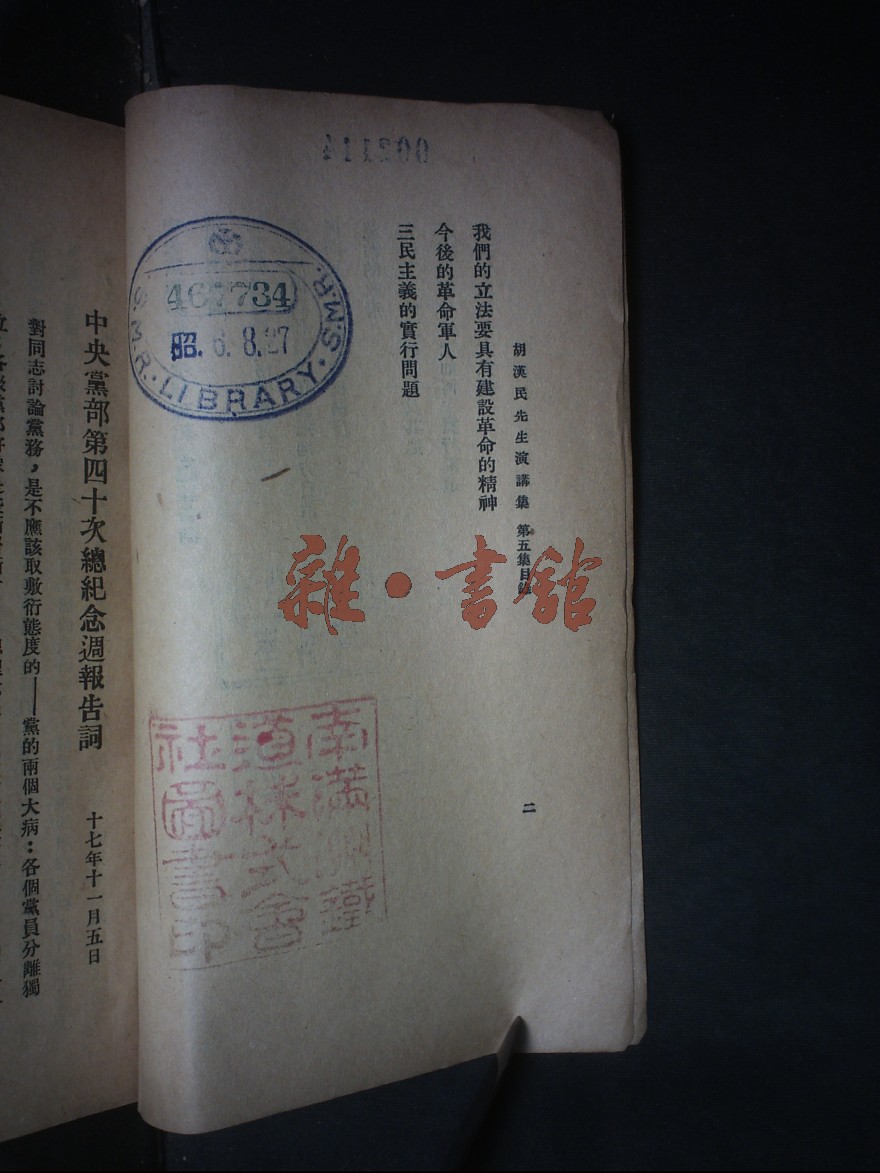 002114
胡漢民先生演講集 第五集目錄
二
我們的立法要具有建設革命的精神
今後的革命軍人
三民主義的實行問題
467734
昭. 6.8.27
S.M.R. LIBRARY. S.M.R.
雜·書館
南滿洲鐵
道株式會
社圖書印
中央黨部第四十次總紀念週報告詞
十七年十一月五日
對同志討論黨務，是不應該取敷衍態度的——黨的兩個大病：各個黨員分離獨